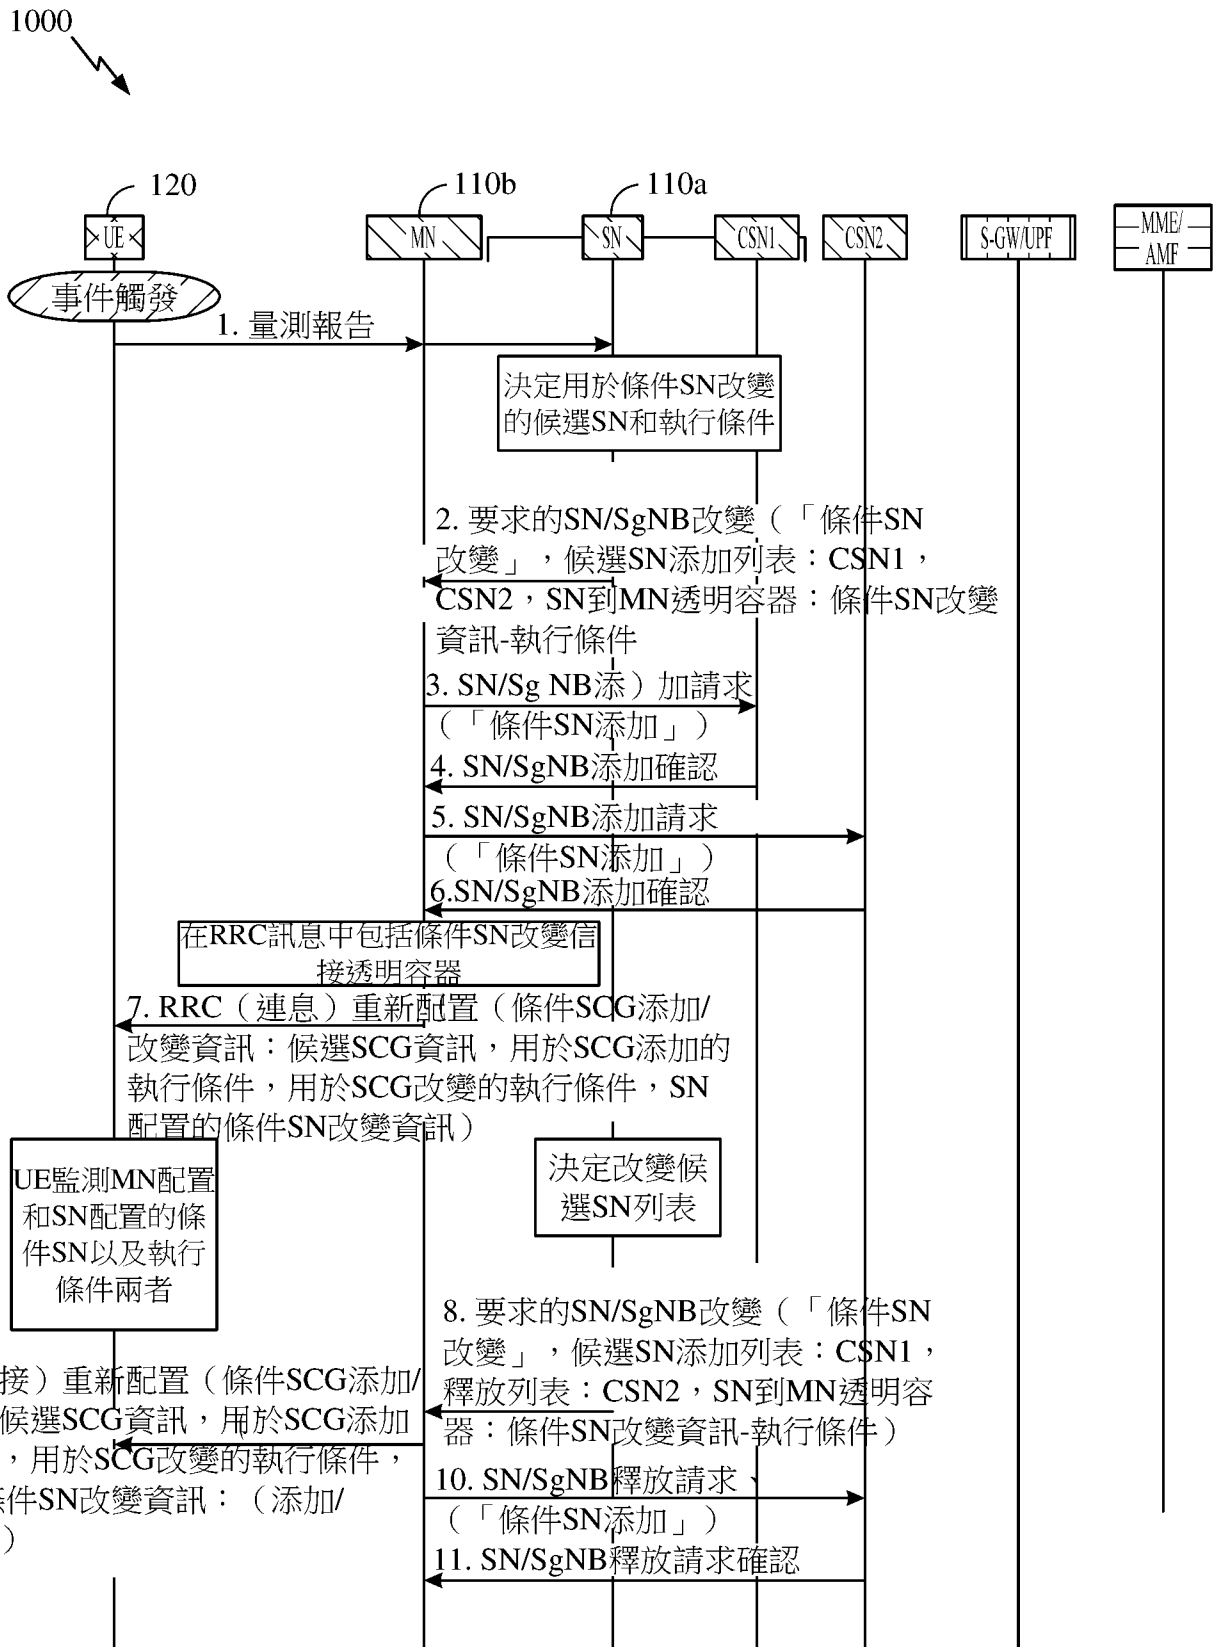 1000
120
110b
110a
UE
MN
SN
CSN1
CSN2
S-GW/UPF
MME/
AMF
事件觸發
1. 量測報告
決定用於條件SN改變
的候選SN和執行條件
2. 要求的SN/SgNB改變（「條件SN
改變」，候選SN添加列表：CSN1，
CSN2，SN到MN透明容器：條件SN改變
資訊-執行條件
3. SN/Sg NB添）加請求
（「條件SN添加」）
4. SN/SgNB添加確認
5. SN/SgNB添加請求
（「條件SN添加」）
6.SN/SgNB添加確認
在RRC訊息中包括條件SN改變信
接透明容器
7. RRC（連息）重新配置（條件SCG添加/
改變資訊：候選SCG資訊，用於SCG添加的
執行條件，用於SCG改變的執行條件，SN
配置的條件SN改變資訊）
UE監測MN配置
和SN配置的條
件SN以及執行
條件兩者
決定改變候
選SN列表
8. 要求的SN/SgNB改變（「條件SN
改變」，候選SN添加列表：CSN1，
釋放列表：CSN2，SN到MN透明容
器：條件SN改變資訊-執行條件）
接）重新配置（條件SCG添加/
候選SCG資訊，用於SCG添加
，用於SCG改變的執行條件，
條件SN改變資訊：（添加/
）
10. SN/SgNB釋放請求、
（「條件SN添加」）
11. SN/SgNB釋放請求確認